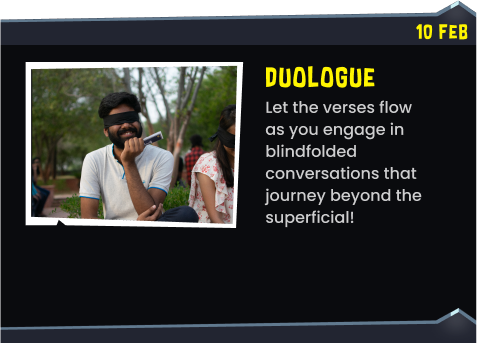 10 FEB
DUOLOGUE
Let the verses flow
as you engage in
blindfolded
conversations that
journey beyond the
superficial!